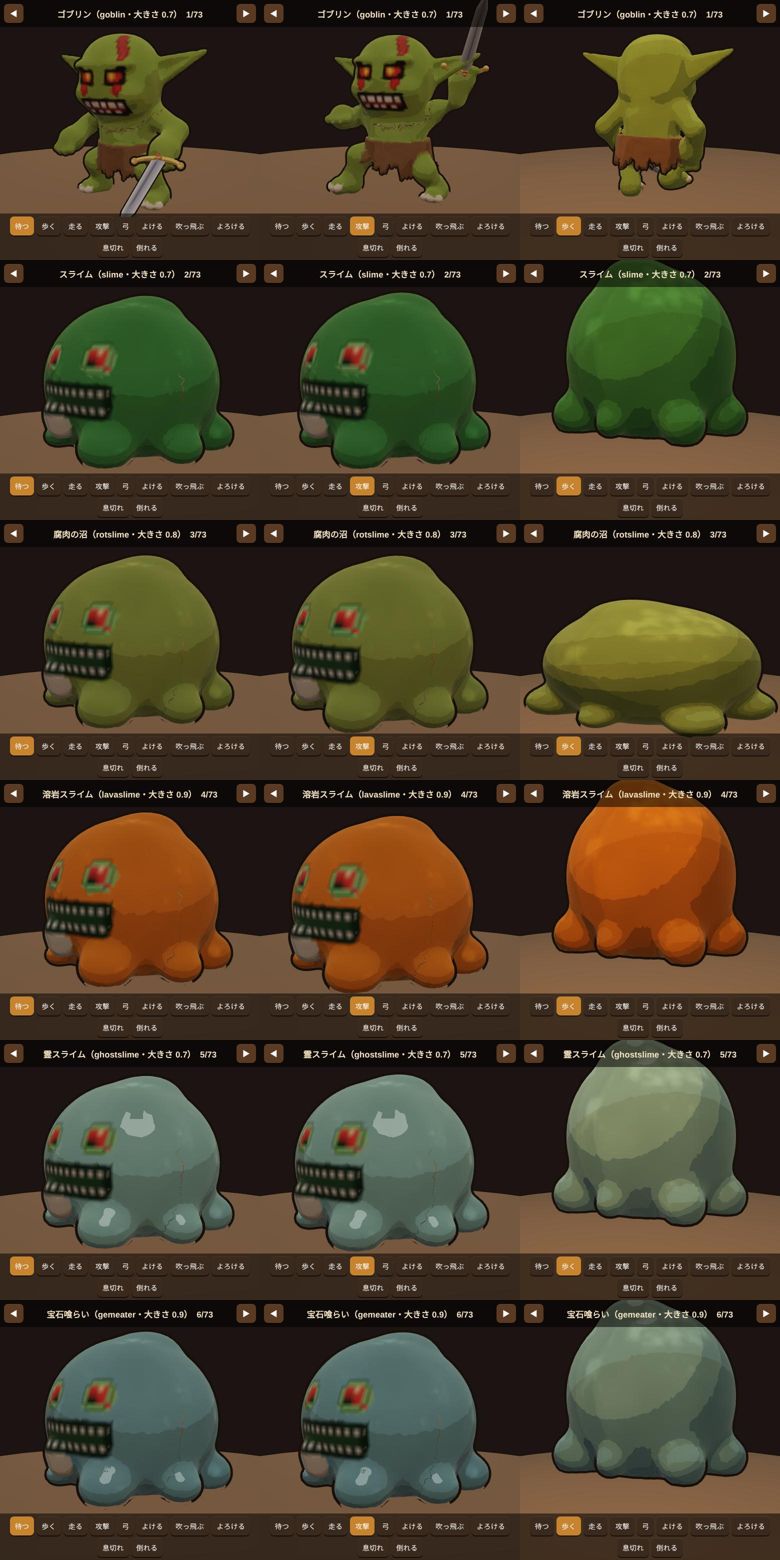 ◀ ゴブリン（goblin・大きさ 0.7） 1/73 ▶
待つ 歩く 走る 攻撃 弓 よける 吹っ飛ぶ よろける
息切れ 倒れる
◀ ゴブリン（goblin・大きさ 0.7） 1/73 ▶
待つ 歩く 走る 攻撃 弓 よける 吹っ飛ぶ よろける
息切れ 倒れる
◀ ゴブリン（goblin・大きさ 0.7） 1/73 ▶
待つ 歩く 走る 攻撃 弓 よける 吹っ飛ぶ よろける
息切れ 倒れる
◀ スライム（slime・大きさ 0.7） 2/73 ▶
待つ 歩く 走る 攻撃 弓 よける 吹っ飛ぶ よろける
息切れ 倒れる
◀ スライム（slime・大きさ 0.7） 2/73 ▶
待つ 歩く 走る 攻撃 弓 よける 吹っ飛ぶ よろける
息切れ 倒れる
◀ スライム（slime・大きさ 0.7） 2/73 ▶
待つ 歩く 走る 攻撃 弓 よける 吹っ飛ぶ よろける
息切れ 倒れる
◀ 腐肉の沼（rotslime・大きさ 0.8） 3/73 ▶
待つ 歩く 走る 攻撃 弓 よける 吹っ飛ぶ よろける
息切れ 倒れる
◀ 腐肉の沼（rotslime・大きさ 0.8） 3/73 ▶
待つ 歩く 走る 攻撃 弓 よける 吹っ飛ぶ よろける
息切れ 倒れる
◀ 腐肉の沼（rotslime・大きさ 0.8） 3/73 ▶
待つ 歩く 走る 攻撃 弓 よける 吹っ飛ぶ よろける
息切れ 倒れる
◀ 溶岩スライム（lavaslime・大きさ 0.9） 4/73 ▶
待つ 歩く 走る 攻撃 弓 よける 吹っ飛ぶ よろける
息切れ 倒れる
◀ 溶岩スライム（lavaslime・大きさ 0.9） 4/73 ▶
待つ 歩く 走る 攻撃 弓 よける 吹っ飛ぶ よろける
息切れ 倒れる
◀ 溶岩スライム（lavaslime・大きさ 0.9） 4/73 ▶
待つ 歩く 走る 攻撃 弓 よける 吹っ飛ぶ よろける
息切れ 倒れる
◀ 霊スライム（ghostslime・大きさ 0.7） 5/73 ▶
待つ 歩く 走る 攻撃 弓 よける 吹っ飛ぶ よろける
息切れ 倒れる
◀ 霊スライム（ghostslime・大きさ 0.7） 5/73 ▶
待つ 歩く 走る 攻撃 弓 よける 吹っ飛ぶ よろける
息切れ 倒れる
◀ 霊スライム（ghostslime・大きさ 0.7） 5/73 ▶
待つ 歩く 走る 攻撃 弓 よける 吹っ飛ぶ よろける
息切れ 倒れる
◀ 宝石喰らい（gemeater・大きさ 0.9） 6/73 ▶
待つ 歩く 走る 攻撃 弓 よける 吹っ飛ぶ よろける
息切れ 倒れる
◀ 宝石喰らい（gemeater・大きさ 0.9） 6/73 ▶
待つ 歩く 走る 攻撃 弓 よける 吹っ飛ぶ よろける
息切れ 倒れる
◀ 宝石喰らい（gemeater・大きさ 0.9） 6/73 ▶
待つ 歩く 走る 攻撃 弓 よける 吹っ飛ぶ よろける
息切れ 倒れる